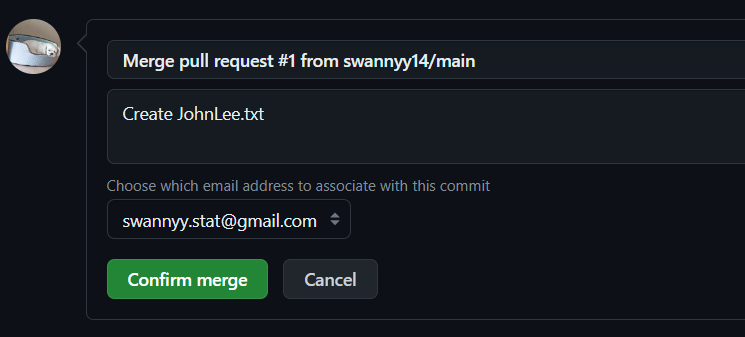 Merge pull request #1 from swannyy14/main
Create JohnLee.txt
Choose which email address to associate with this commit
swannyy.stat@gmail.com
Confirm merge
Cancel